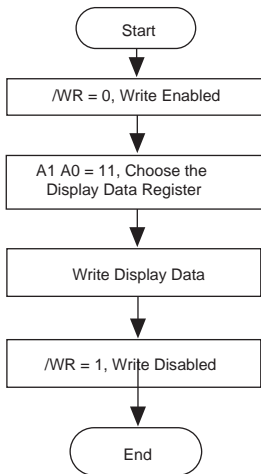 Start
/WR = 0, Write Enabled
A1 A0 = 11, Choose the
Display Data Register
Write Display Data
/WR = 1, Write Disabled
End